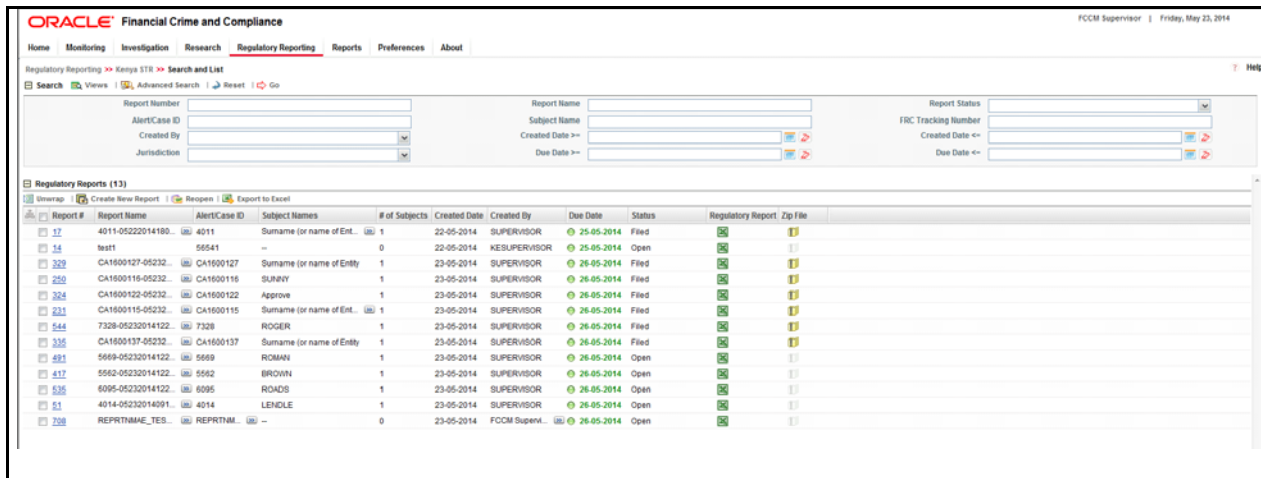 ORACLE Financial Crime and Compliance FCCM Supervisor | Friday, May 23, 2014
Home Monitoring Investigation Research Regulatory Reporting Reports Preferences About
Regulatory Reporting >> Kenya STR >> Search and List ? Help
Search Views | Advanced Search | Reset | Go
Report Number Report Name Report Status
Alert/Case ID Subject Name FRC Tracking Number
Created By Created Date >= Created Date <=
Jurisdiction Due Date >= Due Date <=
Regulatory Reports (13)
Unwrap | Create New Report | Reopen | Export to Excel
Report # Report Name Alert/Case ID Subject Names # of Subjects Created Date Created By Due Date Status Regulatory Report Zip File
17 4011-05222014180... 4011 Surname (or name of Ent... 1 22-05-2014 SUPERVISOR 25-05-2014 Filed
14 test1 56541 -- 0 22-05-2014 KESUPERVISOR 25-05-2014 Open
329 CA1600127-05232... CA1600127 Surname (or name of Entity 1 23-05-2014 SUPERVISOR 26-05-2014 Filed
250 CA1600116-05232... CA1600116 SUNNY 1 23-05-2014 SUPERVISOR 26-05-2014 Filed
324 CA1600122-05232... CA1600122 Approve 1 23-05-2014 SUPERVISOR 26-05-2014 Filed
231 CA1600115-05232... CA1600115 Surname (or name of Ent... 1 23-05-2014 SUPERVISOR 26-05-2014 Filed
544 7328-05232014122... 7328 ROGER 1 23-05-2014 SUPERVISOR 26-05-2014 Filed
335 CA1600137-05232... CA1600137 Surname (or name of Entity 1 23-05-2014 SUPERVISOR 26-05-2014 Filed
491 5669-05232014122... 5669 ROMAN 1 23-05-2014 SUPERVISOR 26-05-2014 Open
417 5562-05232014122... 5562 BROWN 1 23-05-2014 SUPERVISOR 26-05-2014 Open
535 6095-05232014122... 6095 ROADS 1 23-05-2014 SUPERVISOR 26-05-2014 Open
51 4014-05232014091... 4014 LENDLE 1 23-05-2014 SUPERVISOR 26-05-2014 Open
708 REPRTNMAE_TES... REPRTNM... -- 0 23-05-2014 FCCM Supervi... 26-05-2014 Open